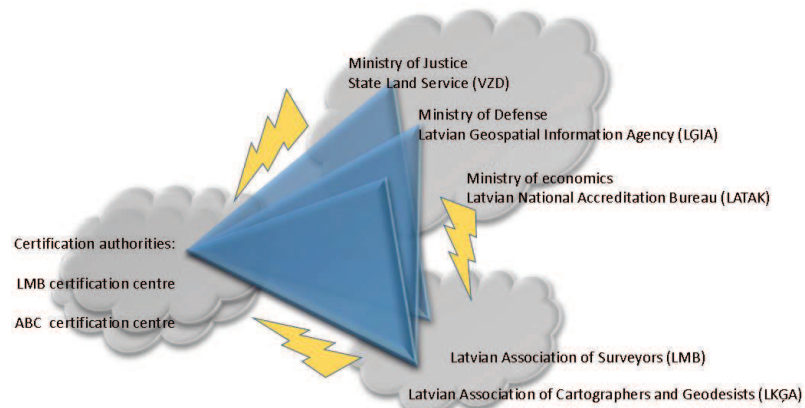 Ministry of Justice
State Land Service (VZD)
Ministry of Defense
Latvian Geospatial Information Agency (LĢIA)
Ministry of economics
Latvian National Accreditation Bureau (LATAK)
Certification authorities:
LMB certification centre
ABC certification centre
Latvian Association of Surveyors (LMB)
Latvian Association of Cartographers and Geodesists (LKĢA)